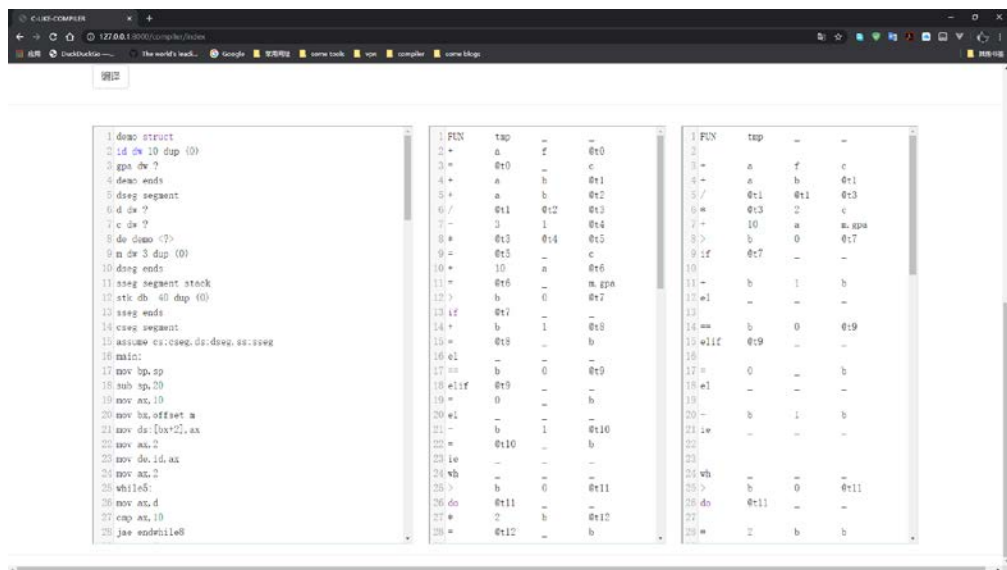 C-LIKE-COMPILER
127.0.0.1:8000/compiler/index
应用 DuckDuckGo The world's leadi... Google 常用网址 some tools vpn compiler some blogs
编译
1 demo struct
2 id dw 10 dup (0)
3 gpa dw ?
4 demo ends
5 dseg segment
6 d dw ?
7 c dw ?
8 de demo <?>
9 m dw 3 dup (0)
10 dseg ends
11 sseg segment stack
12 stk db 40 dup (0)
13 sseg ends
14 cseg segment
15 assume cs:cseg,ds:dseg,ss:sseg
16 main:
17 mov bp,sp
18 sub sp,20
19 mov ax,10
20 mov bx,offset m
21 mov ds:[bx+2],ax
22 mov ax,2
23 mov de.id,ax
24 mov ax,2
25 while5:
26 mov ax,d
27 cmp ax,10
28 jae endwhile8
1 FUN tmp _ _
2 + a f @t0
3 = @t0 _ c
4 + a b @t1
5 + a b @t2
6 / @t1 @t2 @t3
7 - 3 1 @t4
8 * @t3 @t4 @t5
9 = @t5 _ c
10 + 10 a @t6
11 = @t6 _ m.gpa
12 > b 0 @t7
13 if @t7 _ _
14 + b 1 @t8
15 = @t8 _ b
16 el _ _ _
17 == b 0 @t9
18 elif @t9 _ _
19 = 0 _ b
20 el _ _ _
21 - b 1 @t10
22 = @t10 _ b
23 ie _ _ _
24 wh _ _ _
25 > b 0 @t11
26 do @t11 _ _
27 * 2 b @t12
28 = @t12 _ b
1 FUN tmp _ _
2
3 + a f c
4 + a b @t1
5 / @t1 @t1 @t3
6 * @t3 2 c
7 + 10 a m.gpa
8 > b 0 @t7
9 if @t7 _ _
10
11 + b 1 b
12 el _ _ _
13
14 == b 0 @t9
15 elif @t9 _ _
16
17 = 0 _ b
18 el _ _ _
19
20 - b 1 b
21 ie _ _ _
22
23
24 wh _ _ _
25 > b 0 @t11
26 do @t11 _ _
27
28 * 2 b b